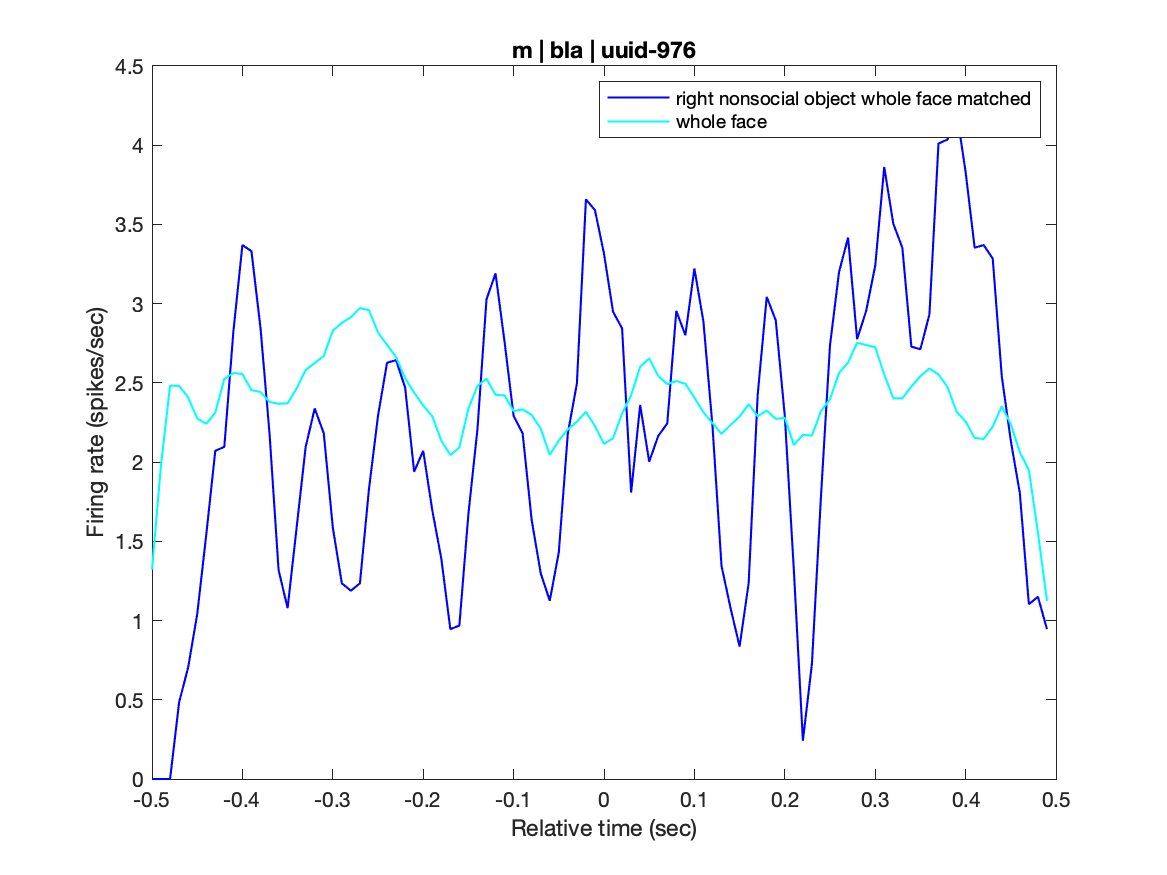 m | bla | uuid-976
right nonsocial object whole face matched
whole face
Firing rate (spikes/sec)
4.5
4
3.5
3
2.5
2
1.5
1
0.5
0
-0.5 -0.4 -0.3 -0.2 -0.1 0 0.1 0.2 0.3 0.4 0.5
Relative time (sec)